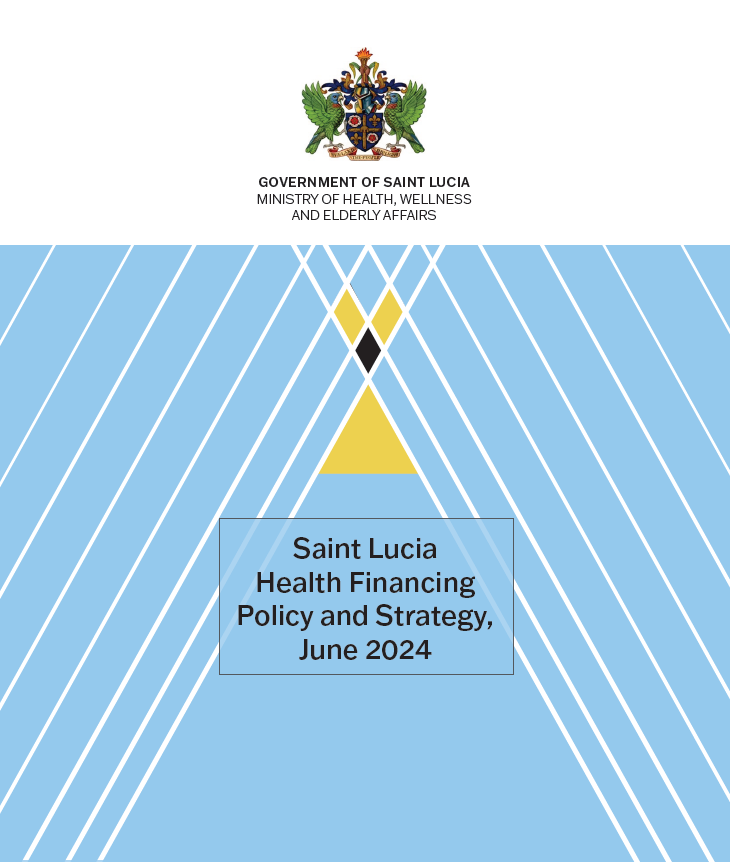 GOVERNMENT OF SAINT LUCIA
MINISTRY OF HEALTH, WELLNESS
AND ELDERLY AFFAIRS
Saint Lucia
Health Financing
Policy and Strategy,
June 2024